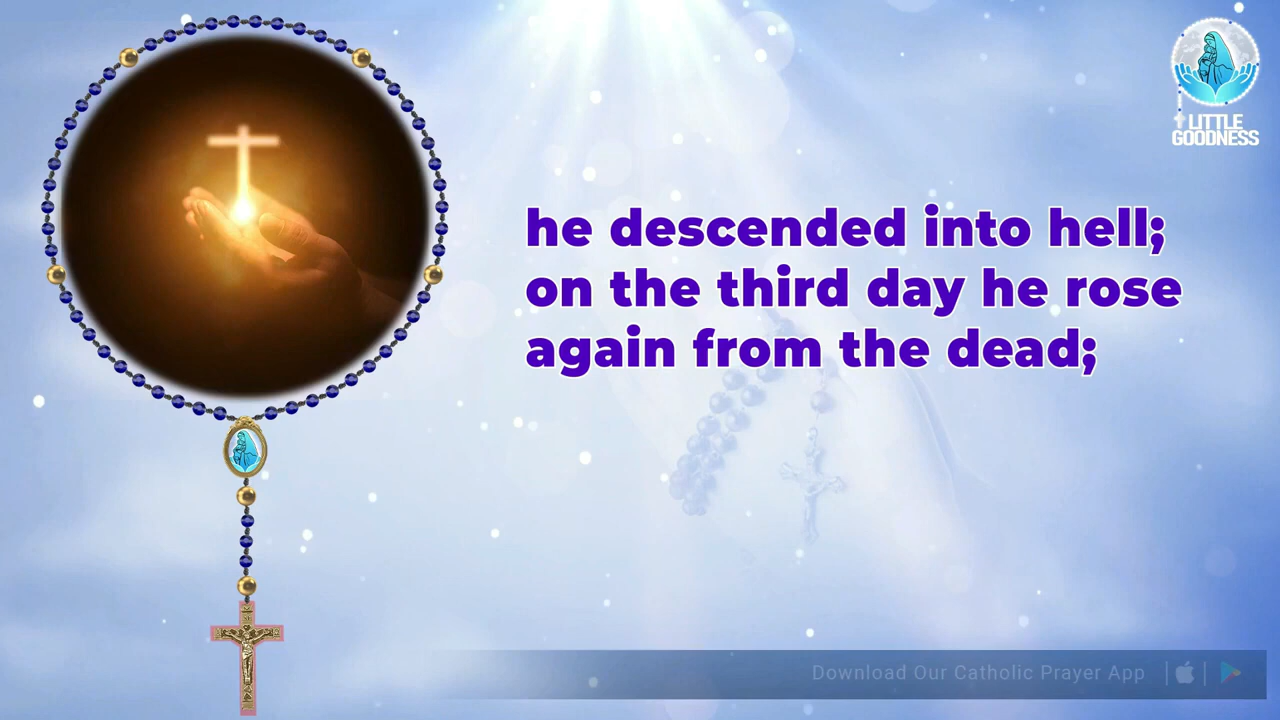 LITTLE
GOODNESS
he descended into hell;
on the third day he rose
again from the dead;
Download Our Catholic Prayer App